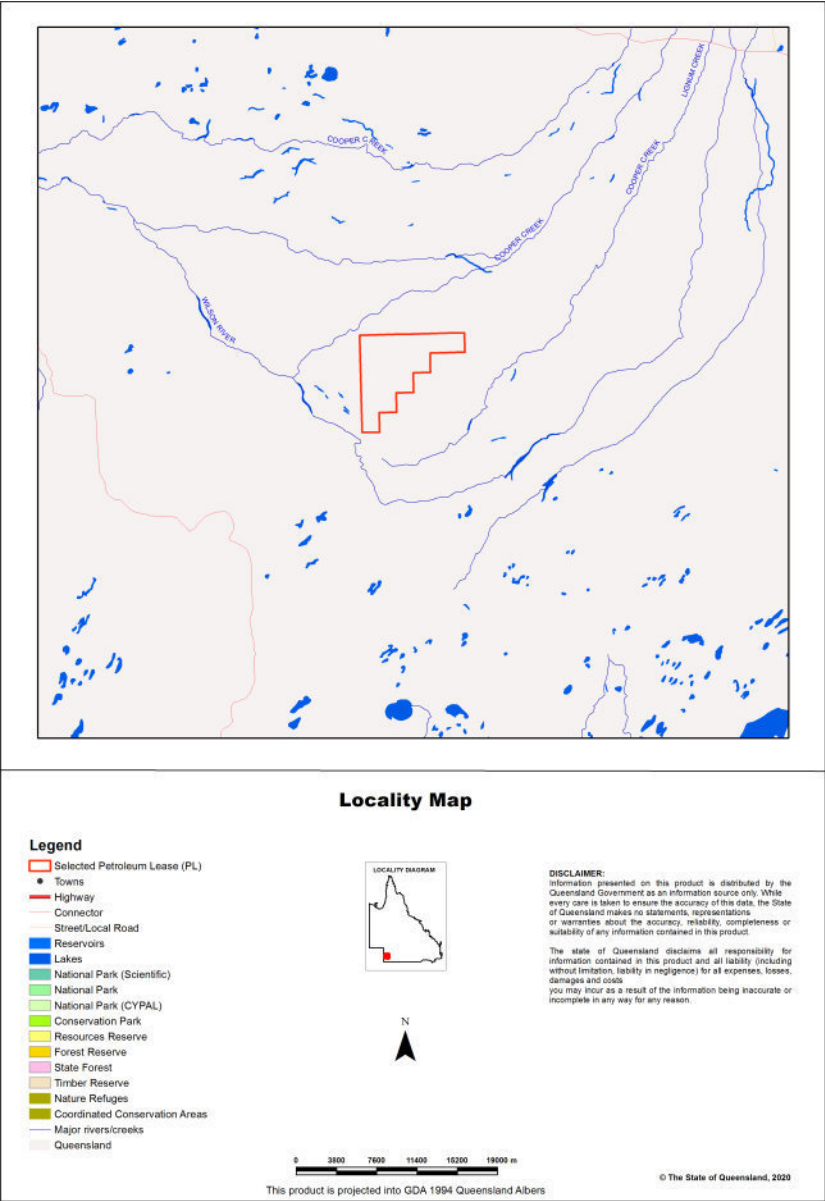 LIGNUM CREEK
COOPER CREEK
COOPER CREEK
COOPER CREEK
WILSON RIVER
Locality Map
Legend
Selected Petroleum Lease (PL)
Towns
Highway
Connector
Street/Local Road
Reservoirs
Lakes
National Park (Scientific)
National Park
National Park (CYPAL)
Conservation Park
Resources Reserve
Forest Reserve
State Forest
Timber Reserve
Nature Refuges
Coordinated Conservation Areas
Major rivers/creeks
Queensland
LOCALITY DIAGRAM
N
0 3800 7600 11400 15200 19000 m
This product is projected into GDA 1994 Queensland Albers
DISCLAIMER:
Information presented on this product is distributed by the
Queensland Government as an information source only. While
every care is taken to ensure the accuracy of this data, the State
of Queensland makes no statements, representations
or warranties about the accuracy, reliability, completeness or
suitability of any information contained in this product.
The state of Queensland disclaims all responsibility for
information contained in this product and all liability (including
without limitation, liability in negligence) for all expenses, losses,
damages and costs
you may incur as a result of the information being inaccurate or
incomplete in any way for any reason.
© The State of Queensland, 2020